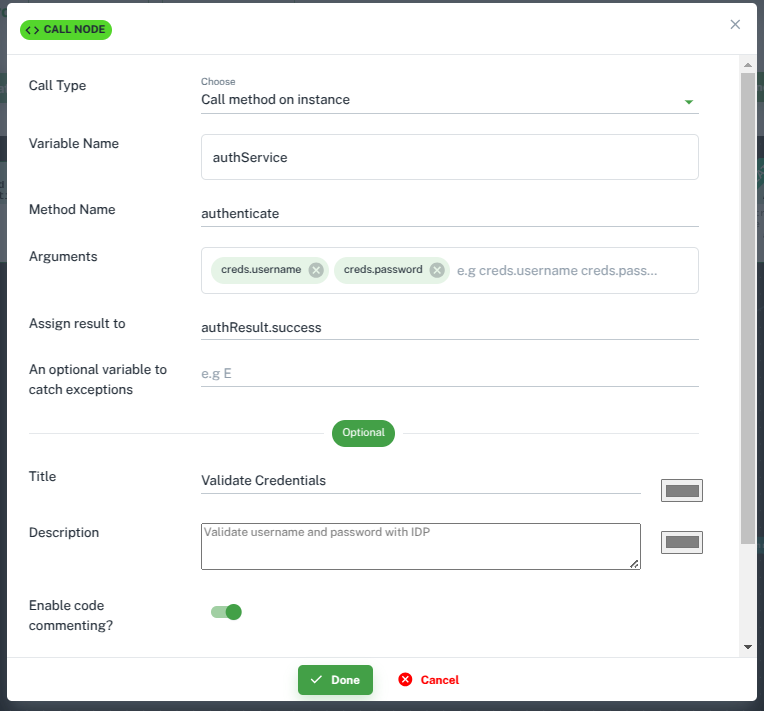 <> CALL NODE
Call Type
Choose
Call method on instance
Variable Name
authService
Method Name
authenticate
Arguments
creds.username creds.password e.g creds.username creds.pass...
Assign result to
authResult.success
An optional variable to
catch exceptions
e.g E
Optional
Title
Validate Credentials
Description
Validate username and password with IDP
Enable code
commenting?
Done
Cancel